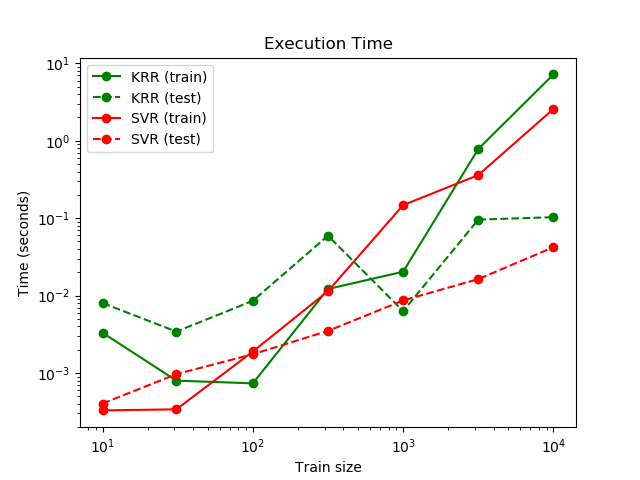 Execution Time
KRR (train)
KRR (test)
SVR (train)
SVR (test)
Time (seconds)
10¹
10⁰
10⁻¹
10⁻²
10⁻³
10¹
10²
10³
10⁴
Train size